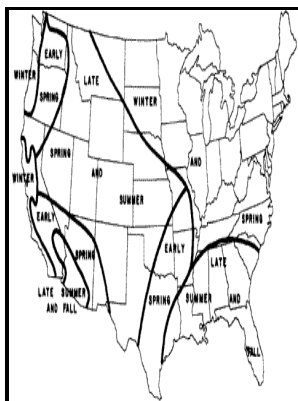 EARLY
WINTER
LATE
SPRING
WINTER
SPRING
AND
WINTER
AND
SUMMER
EARLY
SPRING
EARLY
SPRING
LATE
SPRING
SUMMER
AND
LATE SUMMER
AND FALL
FALL